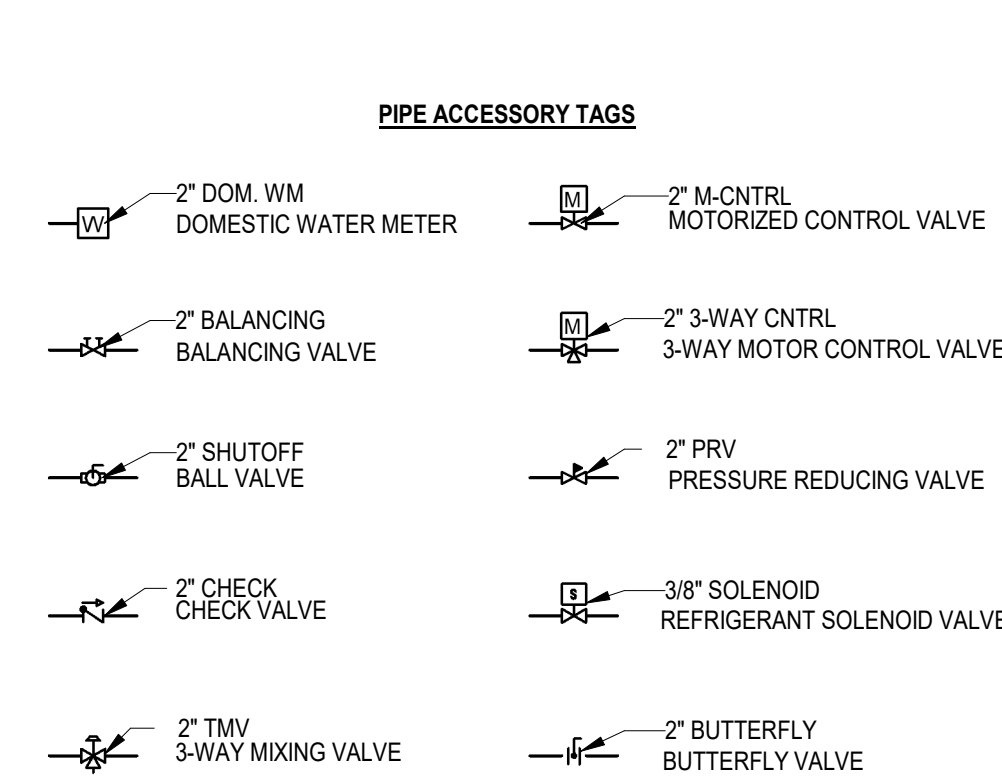 PIPE ACCESSORY TAGS
W
2" DOM. WM
DOMESTIC WATER METER
M
2" M-CNTRL
MOTORIZED CONTROL VALVE
2" BALANCING
BALANCING VALVE
M
2" 3-WAY CNTRL
3-WAY MOTOR CONTROL VALVE
2" SHUTOFF
BALL VALVE
2" PRV
PRESSURE REDUCING VALVE
2" CHECK
CHECK VALVE
S
3/8" SOLENOID
REFRIGERANT SOLENOID VALVE
2" TMV
3-WAY MIXING VALVE
2" BUTTERFLY
BUTTERFLY VALVE